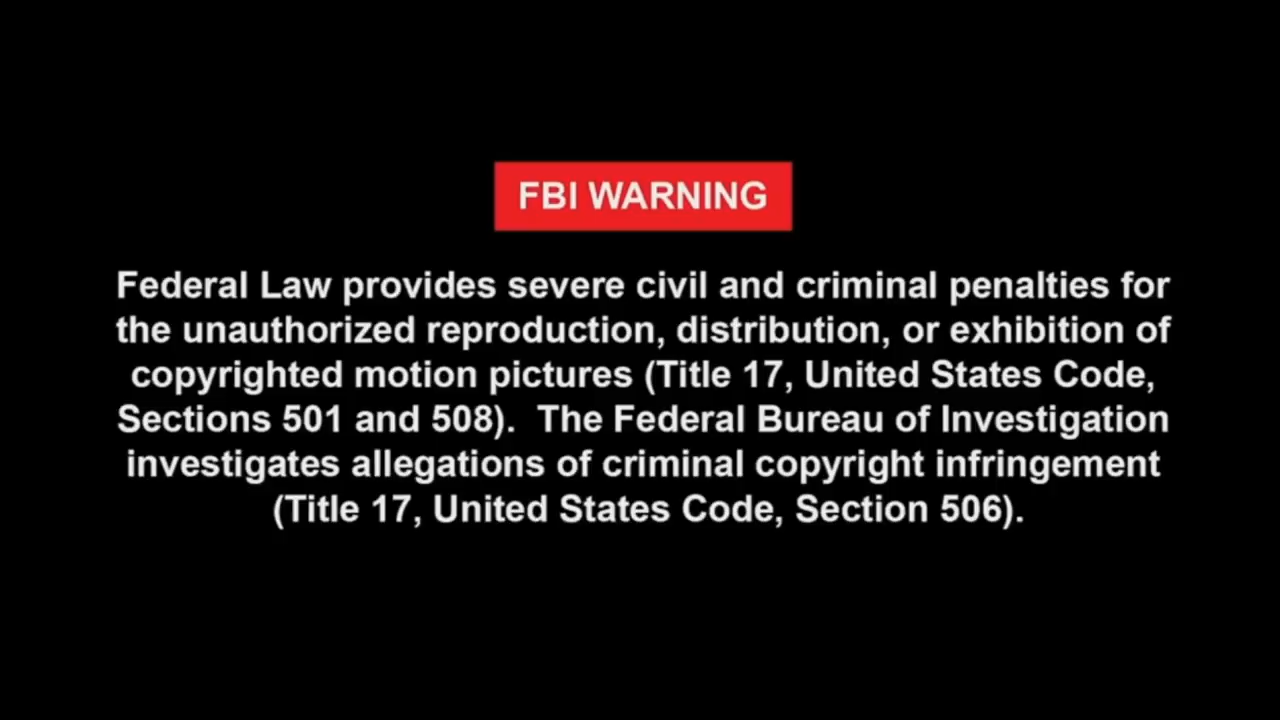 FBI WARNING
Federal Law provides severe civil and criminal penalties for
the unauthorized reproduction, distribution, or exhibition of
copyrighted motion pictures (Title 17, United States Code,
Sections 501 and 508).  The Federal Bureau of Investigation
investigates allegations of criminal copyright infringement
(Title 17, United States Code, Section 506).